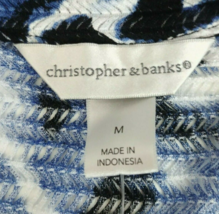 christopher & banks®
M
MADE IN
INDONESIA